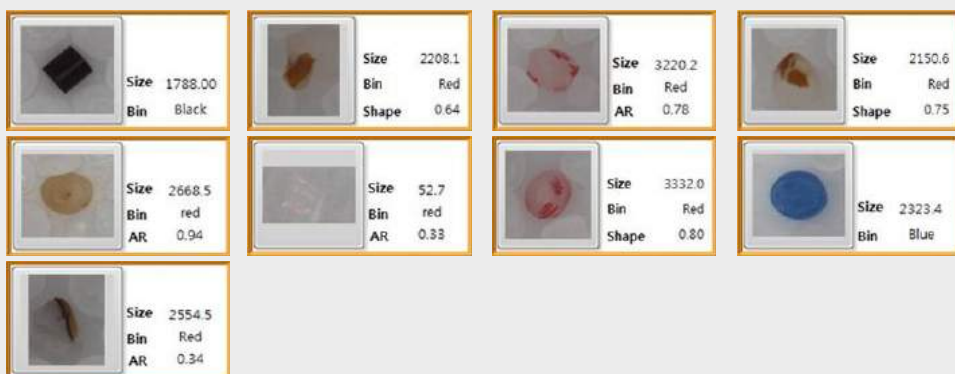 Size 1788.00
Bin Black
Size 2208.1
Bin Red
Shape 0.64
Size 3220.2
Bin Red
AR 0.78
Size 2150.6
Bin Red
Shape 0.75
Size 2668.5
Bin red
AR 0.94
Size 52.7
Bin red
AR 0.33
Size 3332.0
Bin Red
Shape 0.80
Size 2323.4
Bin Blue
Size 2554.5
Bin Red
AR 0.34